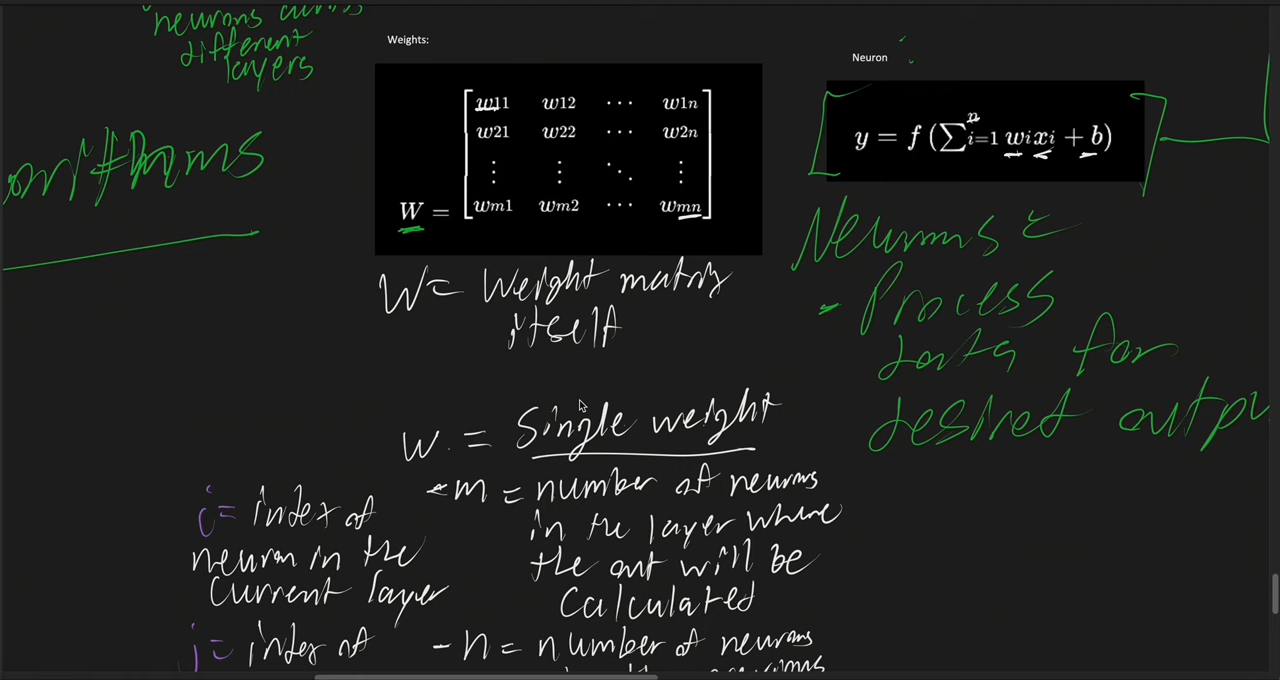 neurons across
different
layers
Weights:
w11 w12 ⋯ w1n
w21 w22 ⋯ w2n
⋮ ⋮ ⋱ ⋮
W = wm1 wm2 ⋯ wmn
W = Weight matrix
itself
w = Single weight
- m = number of neurons
in the layer where
the out will be
calculated
- n = number of neurons
i = index of
neuron in the
current layer
j = index of
Neuron :
y = f (∑ n i=1 wixi + b)
Neurons =
- Process
data for
desired outpu